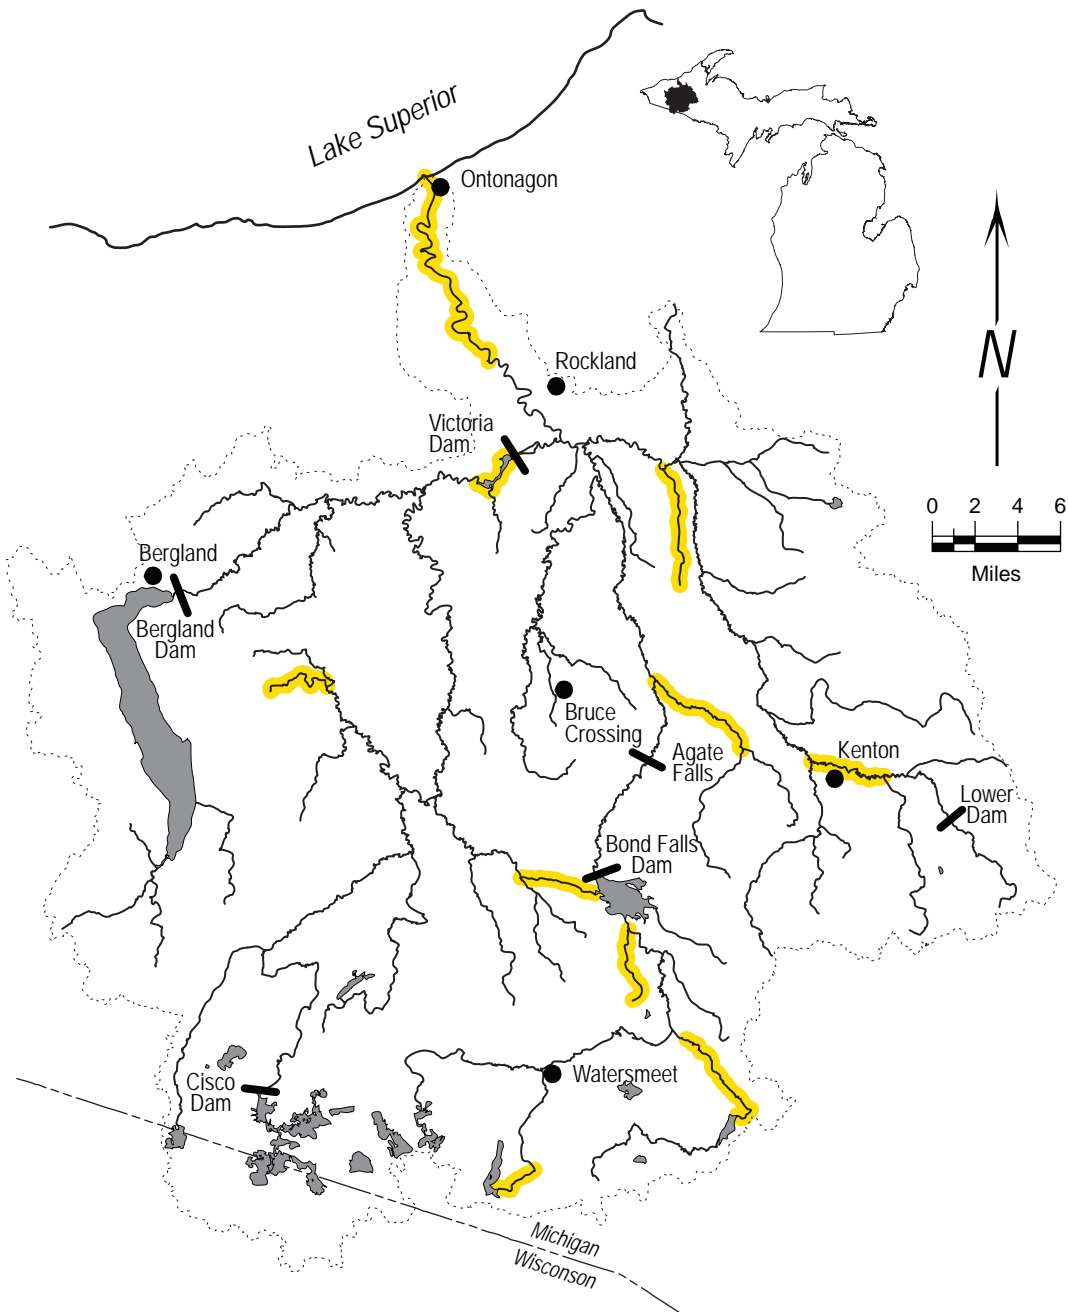 Lake Superior
Ontonagon
Rockland
N
Victoria
Dam
0 2 4 6
Miles
Bergland
Bergland
Dam
Bruce
Crossing
Agate
Falls
Kenton
Lower
Dam
Bond Falls
Dam
Cisco
Dam
Watersmeet
Michigan
Wisconson